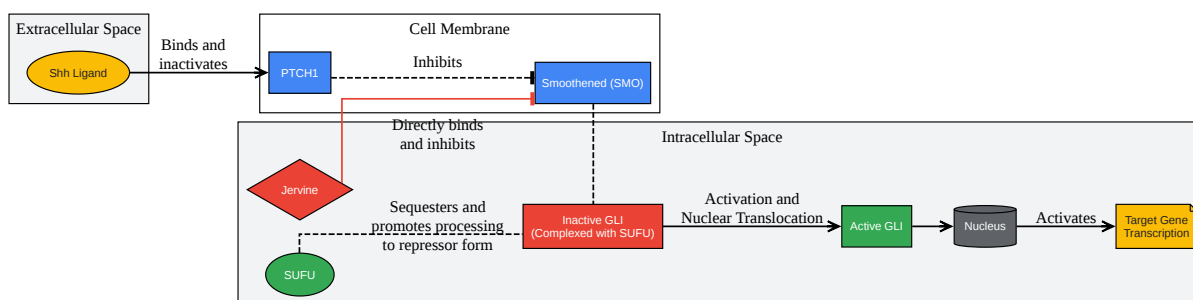 Extracellular Space
Shh Ligand
Binds and
inactivates
Cell Membrane
PTCH1
Inhibits
Smoothened (SMO)
Directly binds
and inhibits
Intracellular Space
Jervine
Sequesters and
promotes processing
to repressor form
SUFU
Inactive GLI
(Complexed with SUFU)
Activation and
Nuclear Translocation
Active GLI
Nucleus
Activates
Target Gene
Transcription